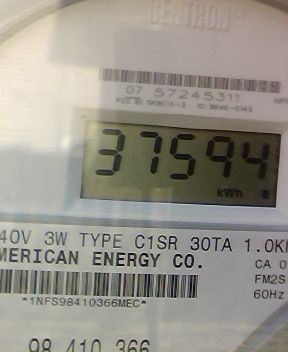 CENTRON®
07 57245311
37594
kWh
40V 3W TYPE C1SR 30TA 1.0K
MERICAN ENERGY CO.
CA 0
FM2S
60Hz
*1NFS98410366MEC*
98 410 366